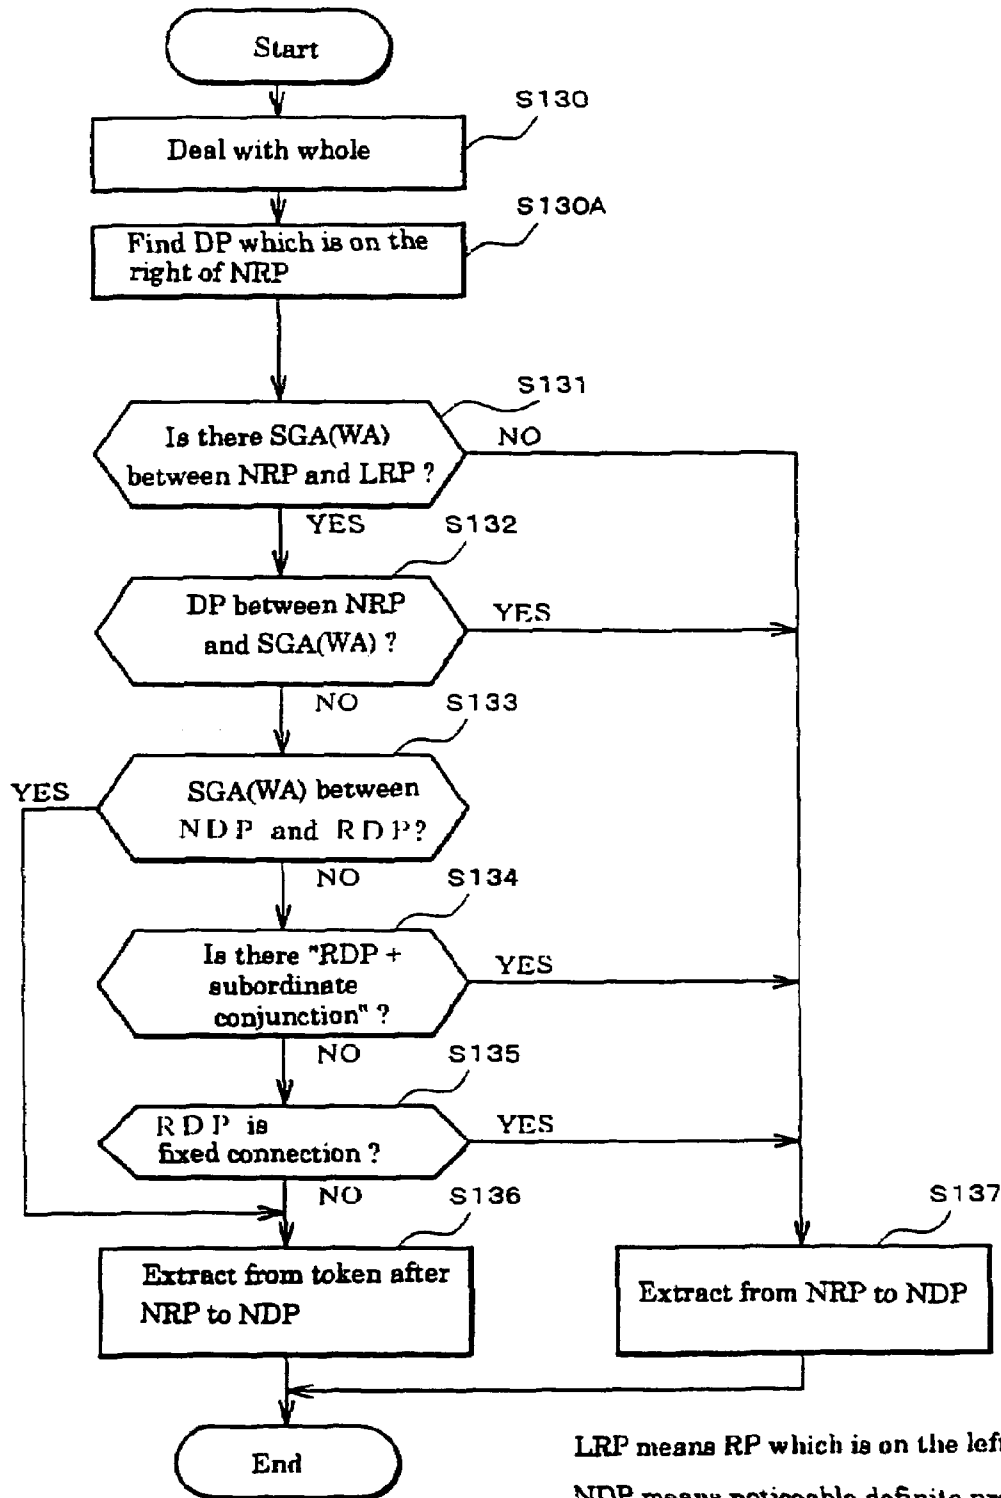 Start
S130
Deal with whole
S130A
Find DP which is on the
right of NRP
S131
Is there SGA(WA)
between NRP and LRP ?
NO
YES
S132
DP between NRP
and SGA(WA) ?
YES
NO
S133
SGA(WA) between
NDP and RDP?
YES
NO
S134
Is there "RDP +
subordinate
conjunction" ?
YES
NO
S135
RDP is
fixed connection ?
YES
NO
S136
Extract from token after
NRP to NDP
S137
Extract from NRP to NDP
End
LRP means RP which is on the left
NDP means noticeable definite